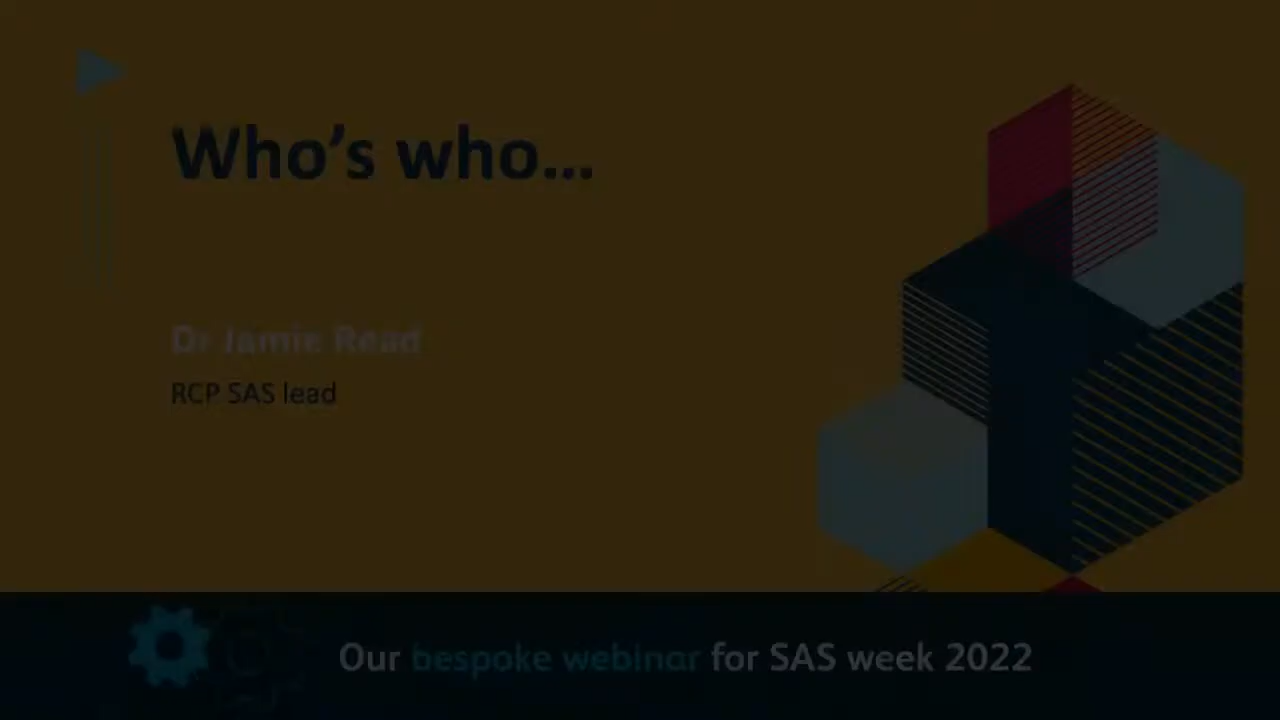 Who’s who...
Dr Jamie Read
RCP SAS lead
Our bespoke webinar for SAS week 2022